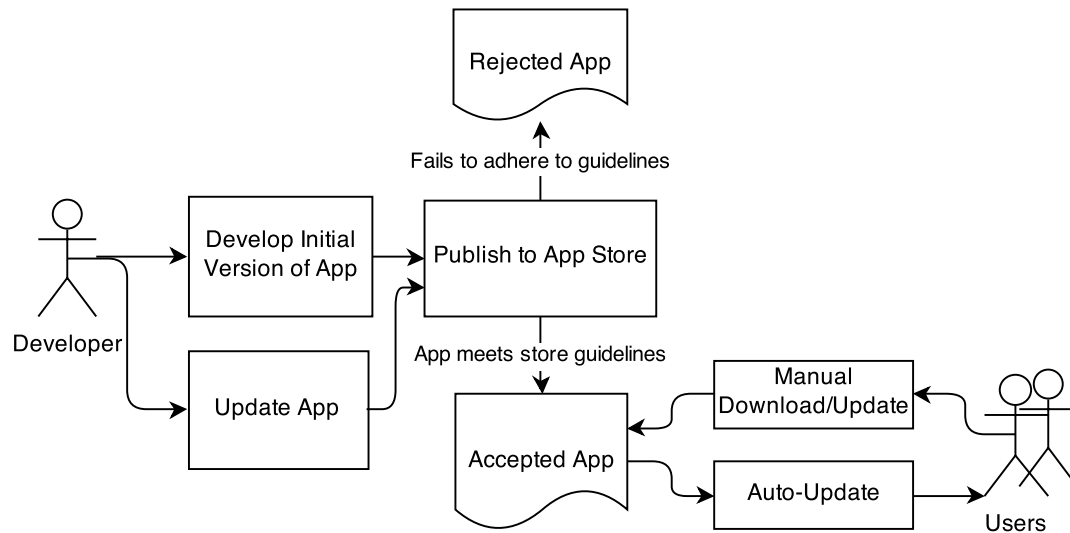 Rejected App
Fails to adhere to guidelines
Develop Initial
Version of App
Publish to App Store
Developer
App meets store guidelines
Update App
Manual
Download/Update
Accepted App
Auto-Update
Users